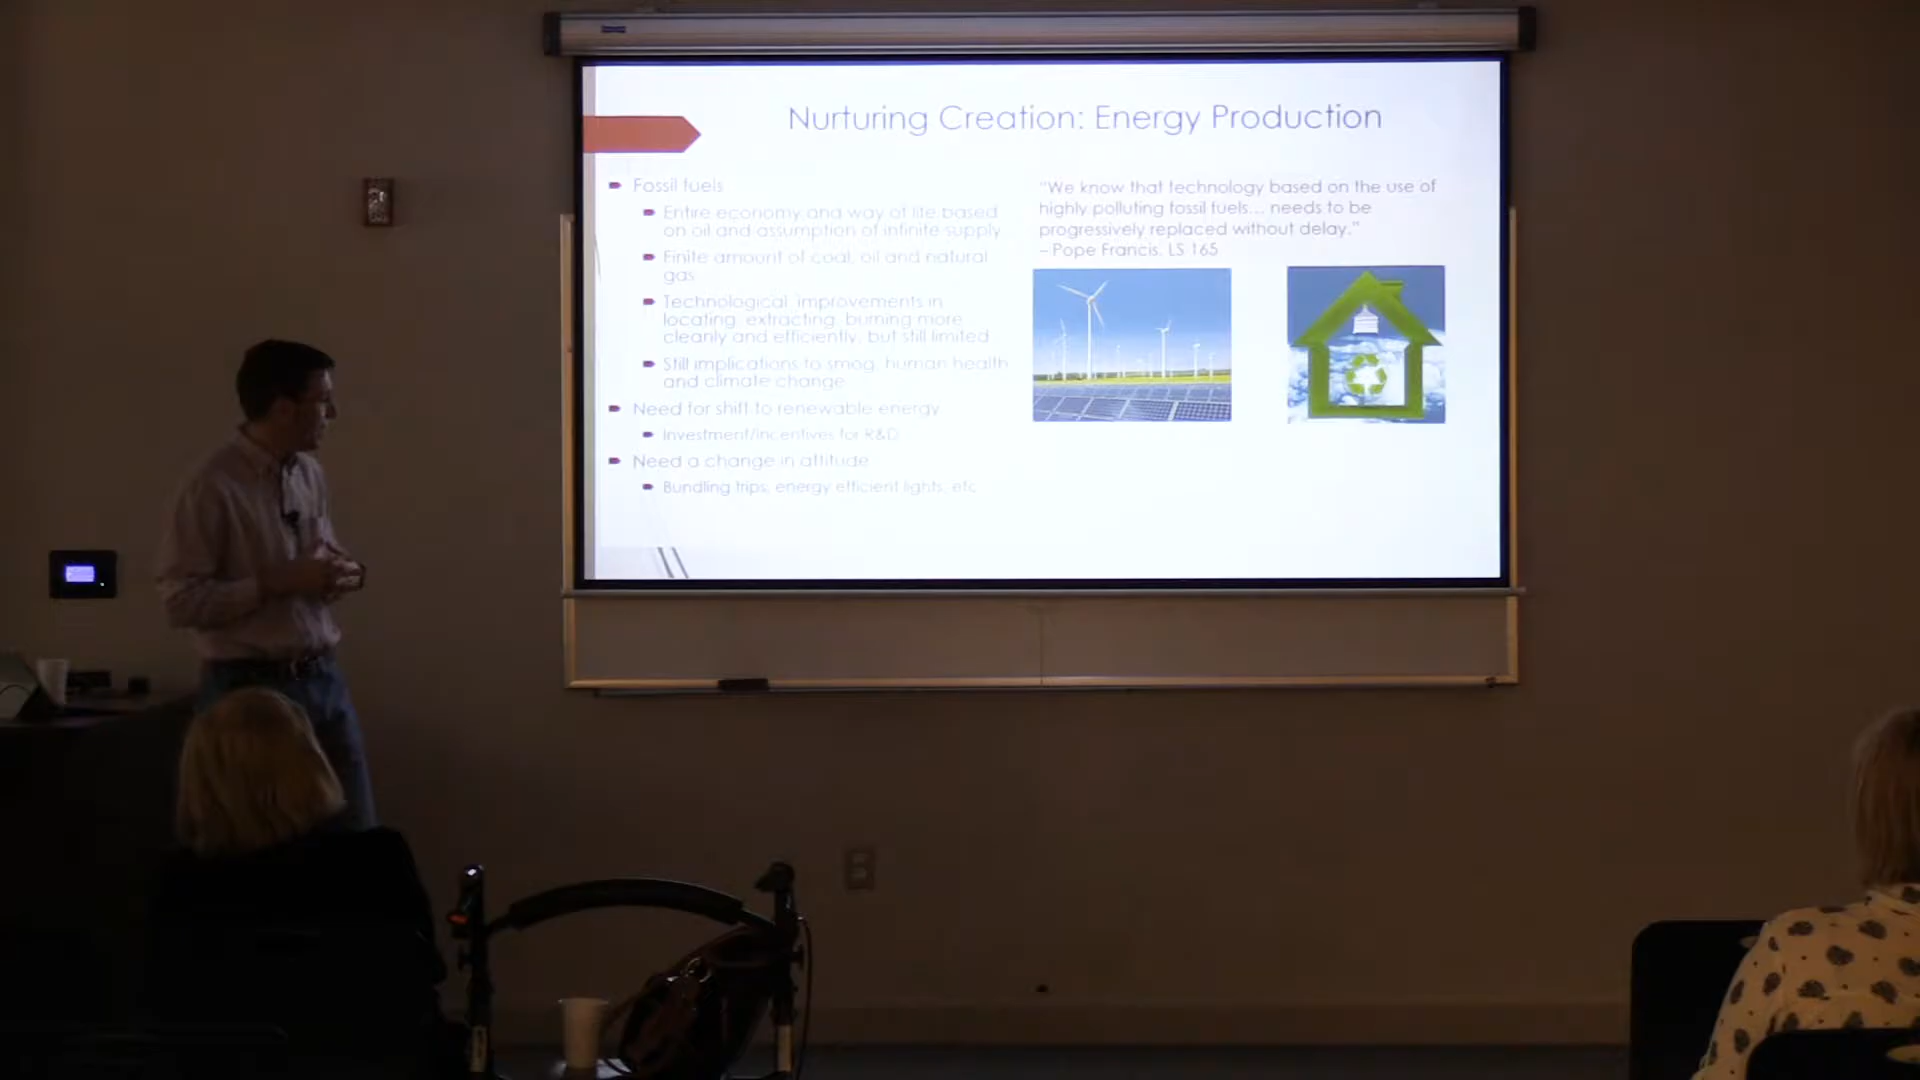 Nurturing Creation: Energy Production
Fossil fuels
Entire economy and way of life based
on oil and assumption of infinite supply
Finite amount of coal, oil and natural
gas
Technological improvements in
locating, extracting, burning more
cleanly and efficiently, but still limited
Still implications to smog, human health
and climate change
Need for shift to renewable energy
Investment/incentives for R&D
Need a change in attitude
Bundling trips, energy efficient lights, etc
"We know that technology based on the use of
highly polluting fossil fuels... needs to be
progressively replaced without delay."
– Pope Francis, LS 165